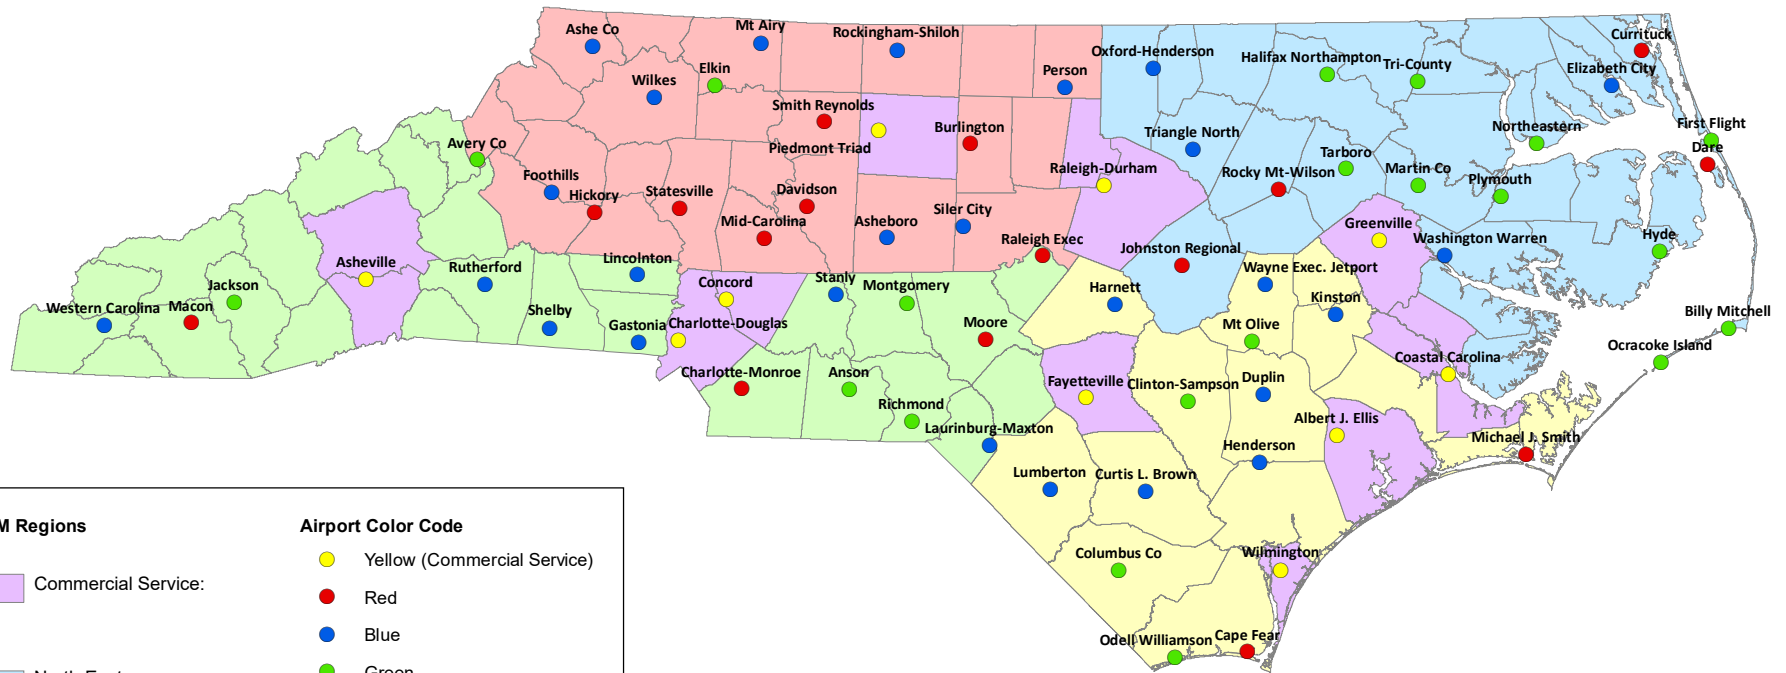 Ashe Co
Mt Airy
Rockingham-Shiloh
Currituck
Oxford-Henderson
Halifax Northampton
Tri-County
Elizabeth City
Elkin
Person
Wilkes
Smith Reynolds
Burlington
Triangle North
Northeastern
First Flight
Avery Co
Piedmont Triad
Dare
Tarboro
Raleigh-Durham
Rocky Mt-Wilson
Martin Co
Plymouth
Foothills
Hickory
Statesville
Davidson
Mid-Carolina
Asheboro
Siler City
Greenville
Raleigh Exec
Johnston Regional
Washington Warren
Hyde
Asheville
Rutherford
Lincolnton
Concord
Stanly
Montgomery
Harnett
Wayne Exec. Jetport
Jackson
Western Carolina
Macon
Shelby
Gastonia
Charlotte-Douglas
Moore
Kinston
Mt Olive
Billy Mitchell
Ocracoke Island
Charlotte-Monroe
Anson
Richmond
Fayetteville
Clinton-Sampson
Duplin
Coastal Carolina
Laurinburg-Maxton
Albert J. Ellis
Henderson
Michael J. Smith
Lumberton
Curtis L. Brown
Columbus Co
Wilmington
Odell Williamson
Cape Fear
M Regions
Commercial Service:
Airport Color Code
Yellow (Commercial Service)
Red
Blue
Green